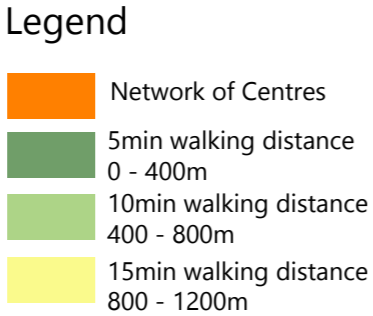 Legend
Network of Centres
5min walking distance
0 - 400m
10min walking distance
400 - 800m
15min walking distance
800 - 1200m